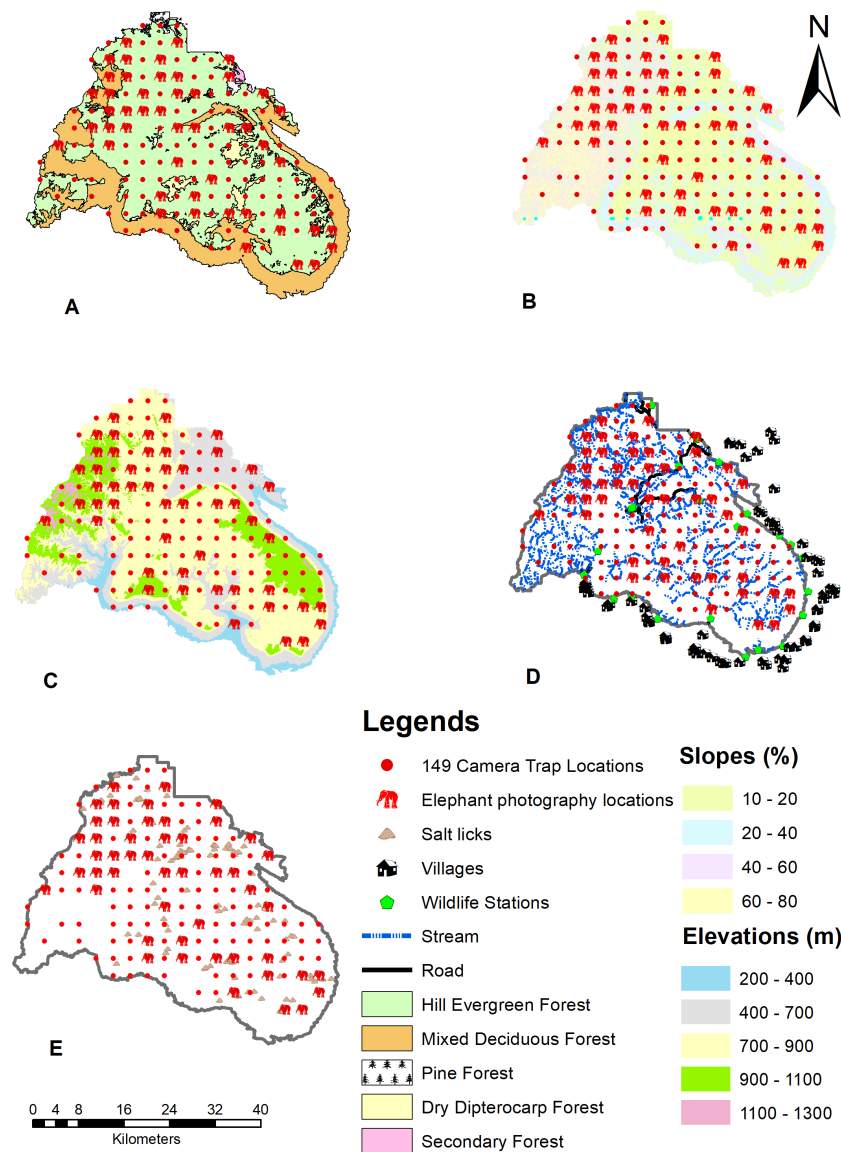 N
A
B
C
D
E
Legends
149 Camera Trap Locations
Elephant photography locations
Salt licks
Villages
Wildlife Stations
Stream
Road
Hill Evergreen Forest
Mixed Deciduous Forest
Pine Forest
Dry Dipterocarp Forest
Secondary Forest
Slopes (%)
10 - 20
20 - 40
40 - 60
60 - 80
Elevations (m)
200 - 400
400 - 700
700 - 900
900 - 1100
1100 - 1300
0 4 8 16 24 32 40
Kilometers